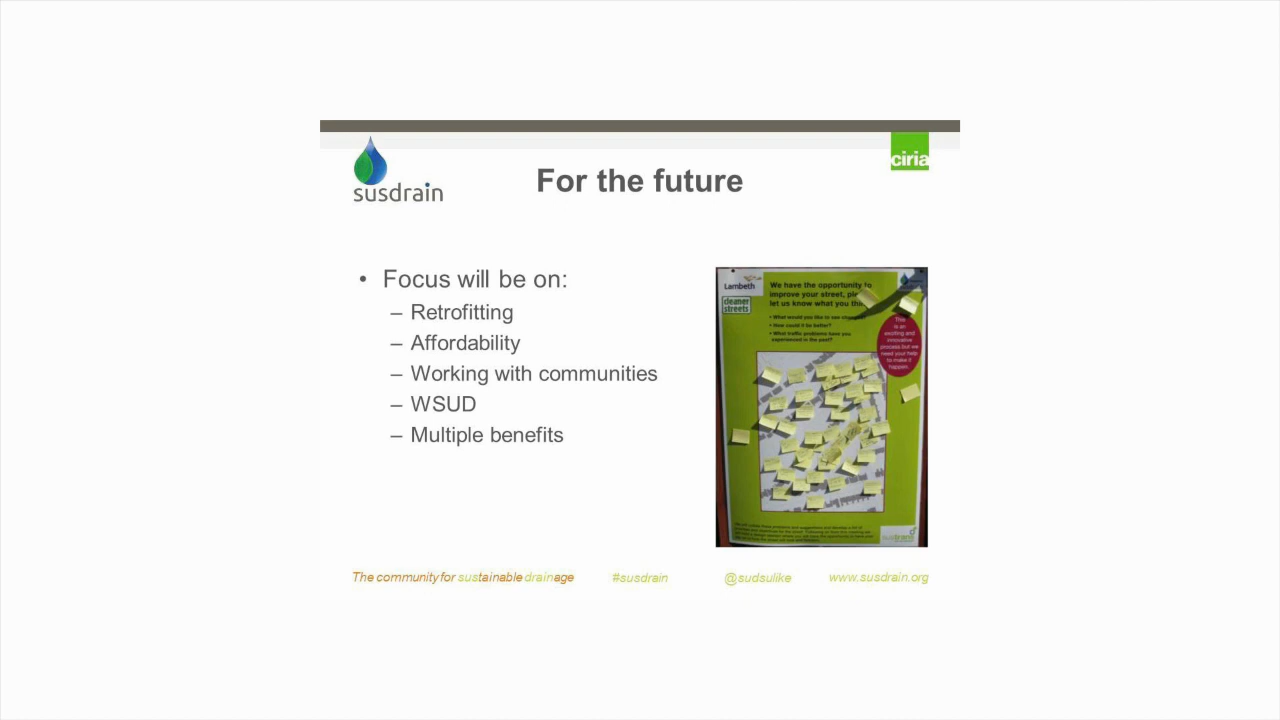 susdrain
ciria
For the future
• Focus will be on:
– Retrofitting
– Affordability
– Working with communities
– WSUD
– Multiple benefits
Lambeth
cleaner
streets
We have the opportunity to
improve your street,
let us know what you
• What would you like to see
• How could it be better?
• What traffic problems have you
experienced in the past?
This
is an
exciting and
innovative
process but we
need your help
to make it
happen.
sustrans
The community for sustainable drainage
#susdrain
@sudsulike
www.susdrain.org